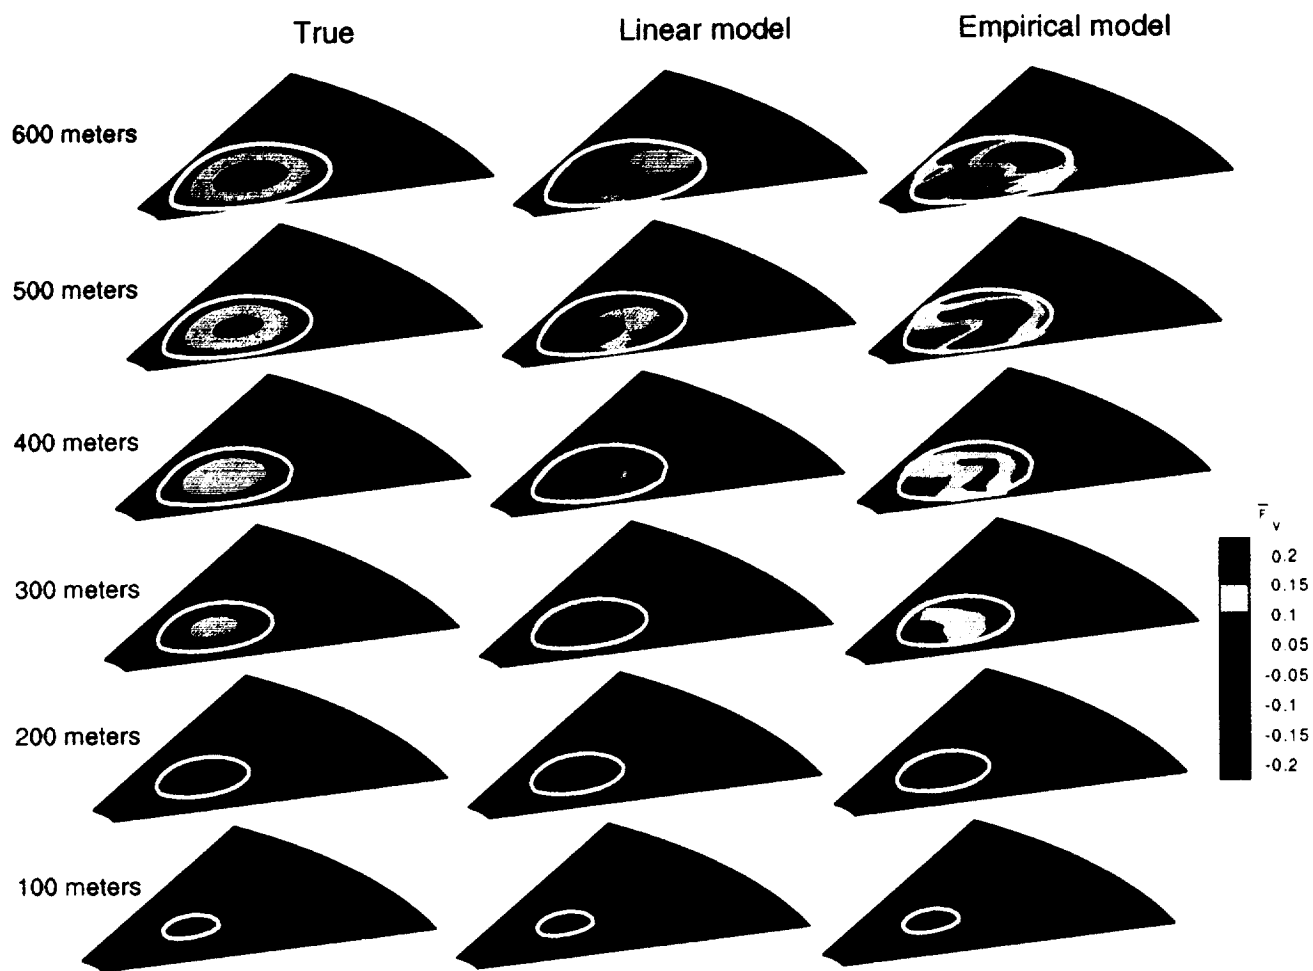 True Linear model Empirical model
600 meters
500 meters
400 meters
300 meters
200 meters
100 meters
F̅
v
0.2
0.15
0.1
0.05
-0.05
-0.1
-0.15
-0.2